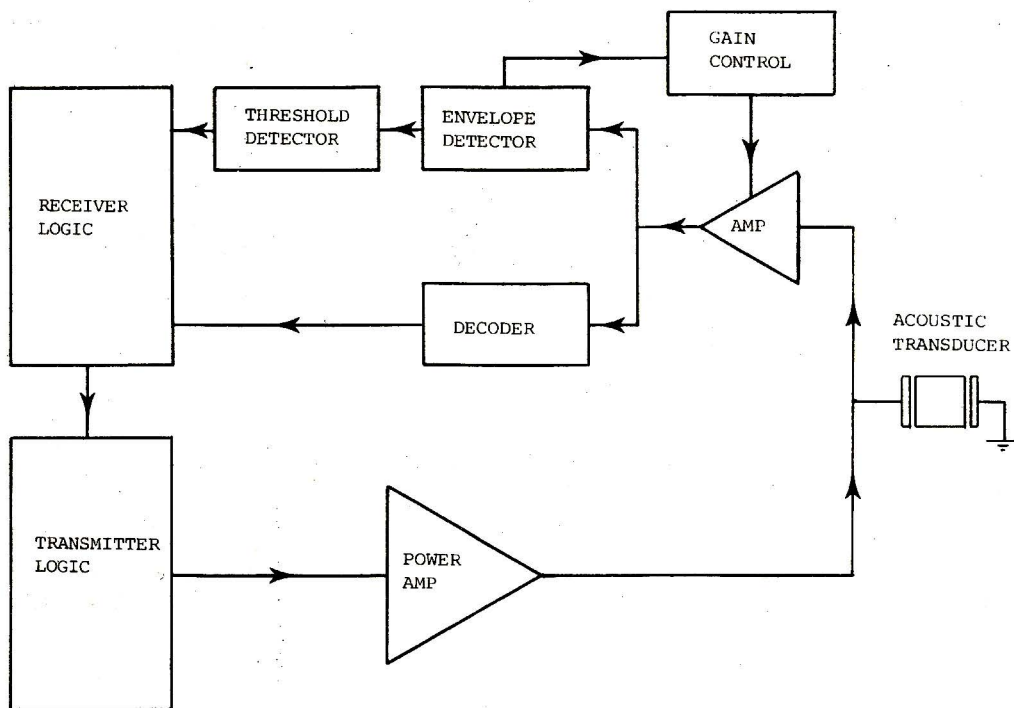 GAIN
CONTROL
THRESHOLD
DETECTOR
ENVELOPE
DETECTOR
RECEIVER
LOGIC
AMP
DECODER
ACOUSTIC
TRANSDUCER
TRANSMITTER
LOGIC
POWER
AMP